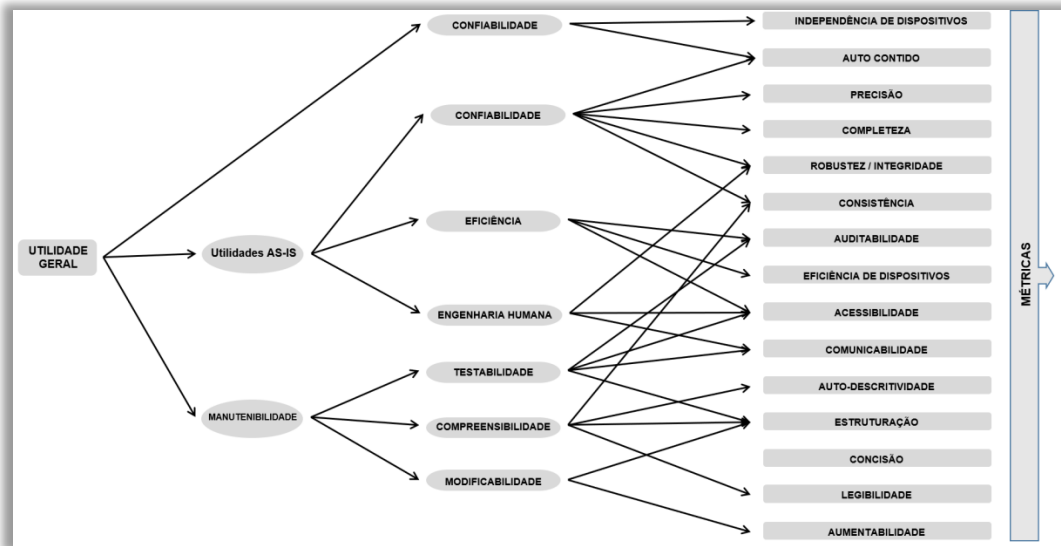 UTILIDADE
GERAL
Utilidades AS-IS
MANUTENIBILIDADE
CONFIABILIDADE
CONFIABILIDADE
EFICIÊNCIA
ENGENHARIA HUMANA
TESTABILIDADE
COMPREENSIBILIDADE
MODIFICABILIDADE
INDEPENDÊNCIA DE DISPOSITIVOS
AUTO CONTIDO
PRECISÃO
COMPLETEZA
ROBUSTEZ / INTEGRIDADE
CONSISTÊNCIA
AUDITABILIDADE
EFICIÊNCIA DE DISPOSITIVOS
ACESSIBILIDADE
COMUNICABILIDADE
AUTO-DESCRITIVIDADE
ESTRUTURAÇÃO
CONCISÃO
LEGIBILIDADE
AUMENTABILIDADE
MÉTRICAS